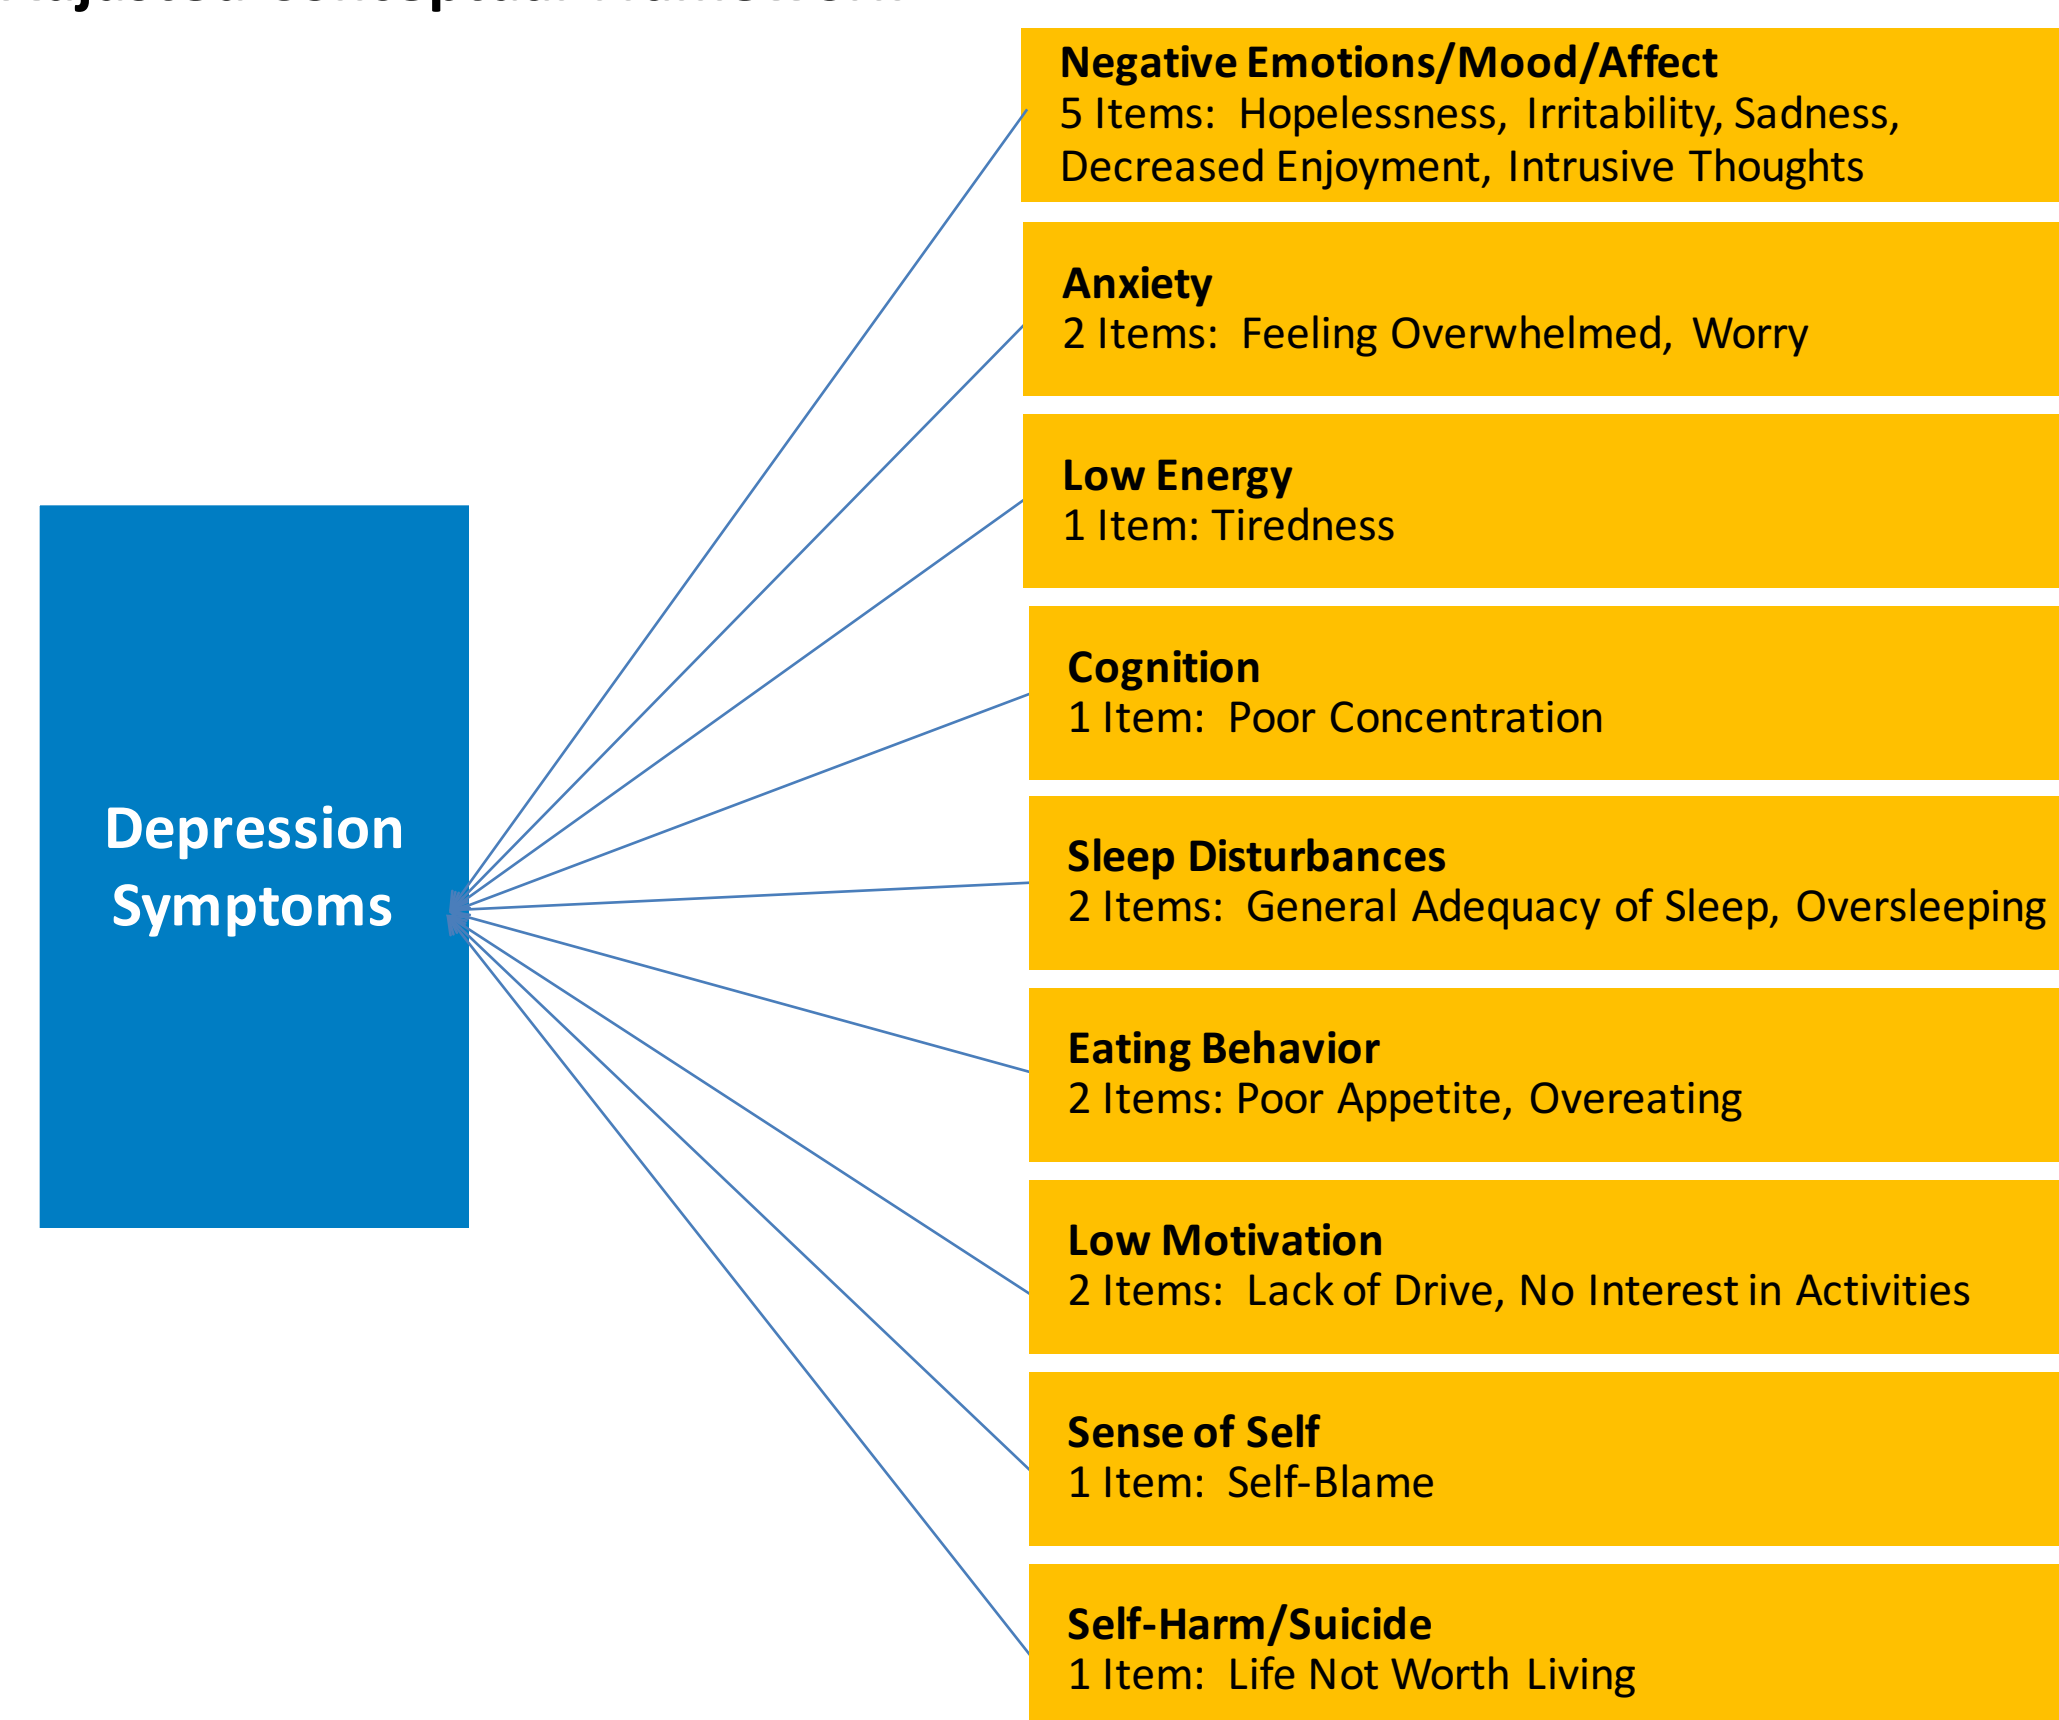 Negative Emotions/Mood/Affect
5 Items: Hopelessness, Irritability, Sadness,
Decreased Enjoyment, Intrusive Thoughts
Anxiety
2 Items: Feeling Overwhelmed, Worry
Low Energy
1 Item: Tiredness
Cognition
1 Item: Poor Concentration
Depression
Symptoms
Sleep Disturbances
2 Items: General Adequacy of Sleep, Oversleeping
Eating Behavior
2 Items: Poor Appetite, Overeating
Low Motivation
2 Items: Lack of Drive, No Interest in Activities
Sense of Self
1 Item: Self-Blame
Self-Harm/Suicide
1 Item: Life Not Worth Living